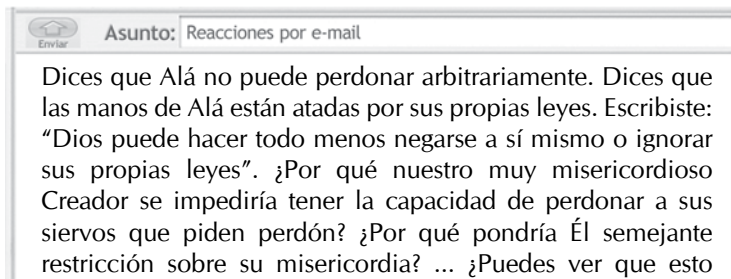 Enviar
Asunto: Reacciones por e-mail
Dices que Alá no puede perdonar arbitrariamente. Dices que
las manos de Alá están atadas por sus propias leyes. Escribiste:
“Dios puede hacer todo menos negarse a sí mismo o ignorar
sus propias leyes”. ¿Por qué nuestro muy misericordioso
Creador se impediría tener la capacidad de perdonar a sus
siervos que piden perdón? ¿Por qué pondría Él semejante
restricción sobre su misericordia? ... ¿Puedes ver que esto